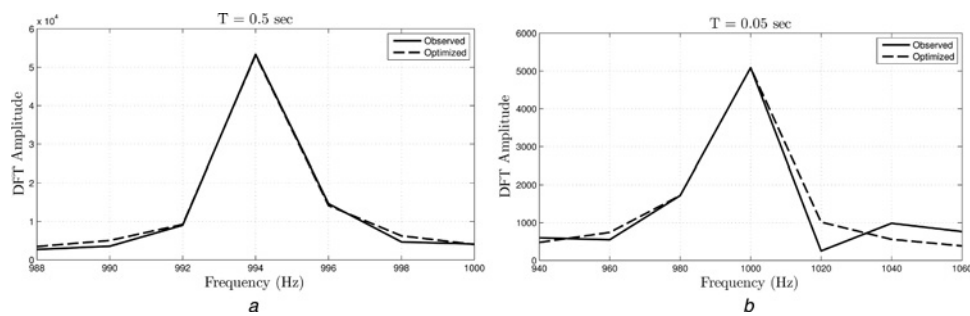 T = 0.5 sec
x 10⁴
6
5
4
3
2
1
0
DFT Amplitude
Observed
Optimized
988 990 992 994 996 998 1000
Frequency (Hz)
a
T = 0.05 sec
6000
5000
4000
3000
2000
1000
0
DFT Amplitude
Observed
Optimized
940 960 980 1000 1020 1040 1060
Frequency (Hz)
b